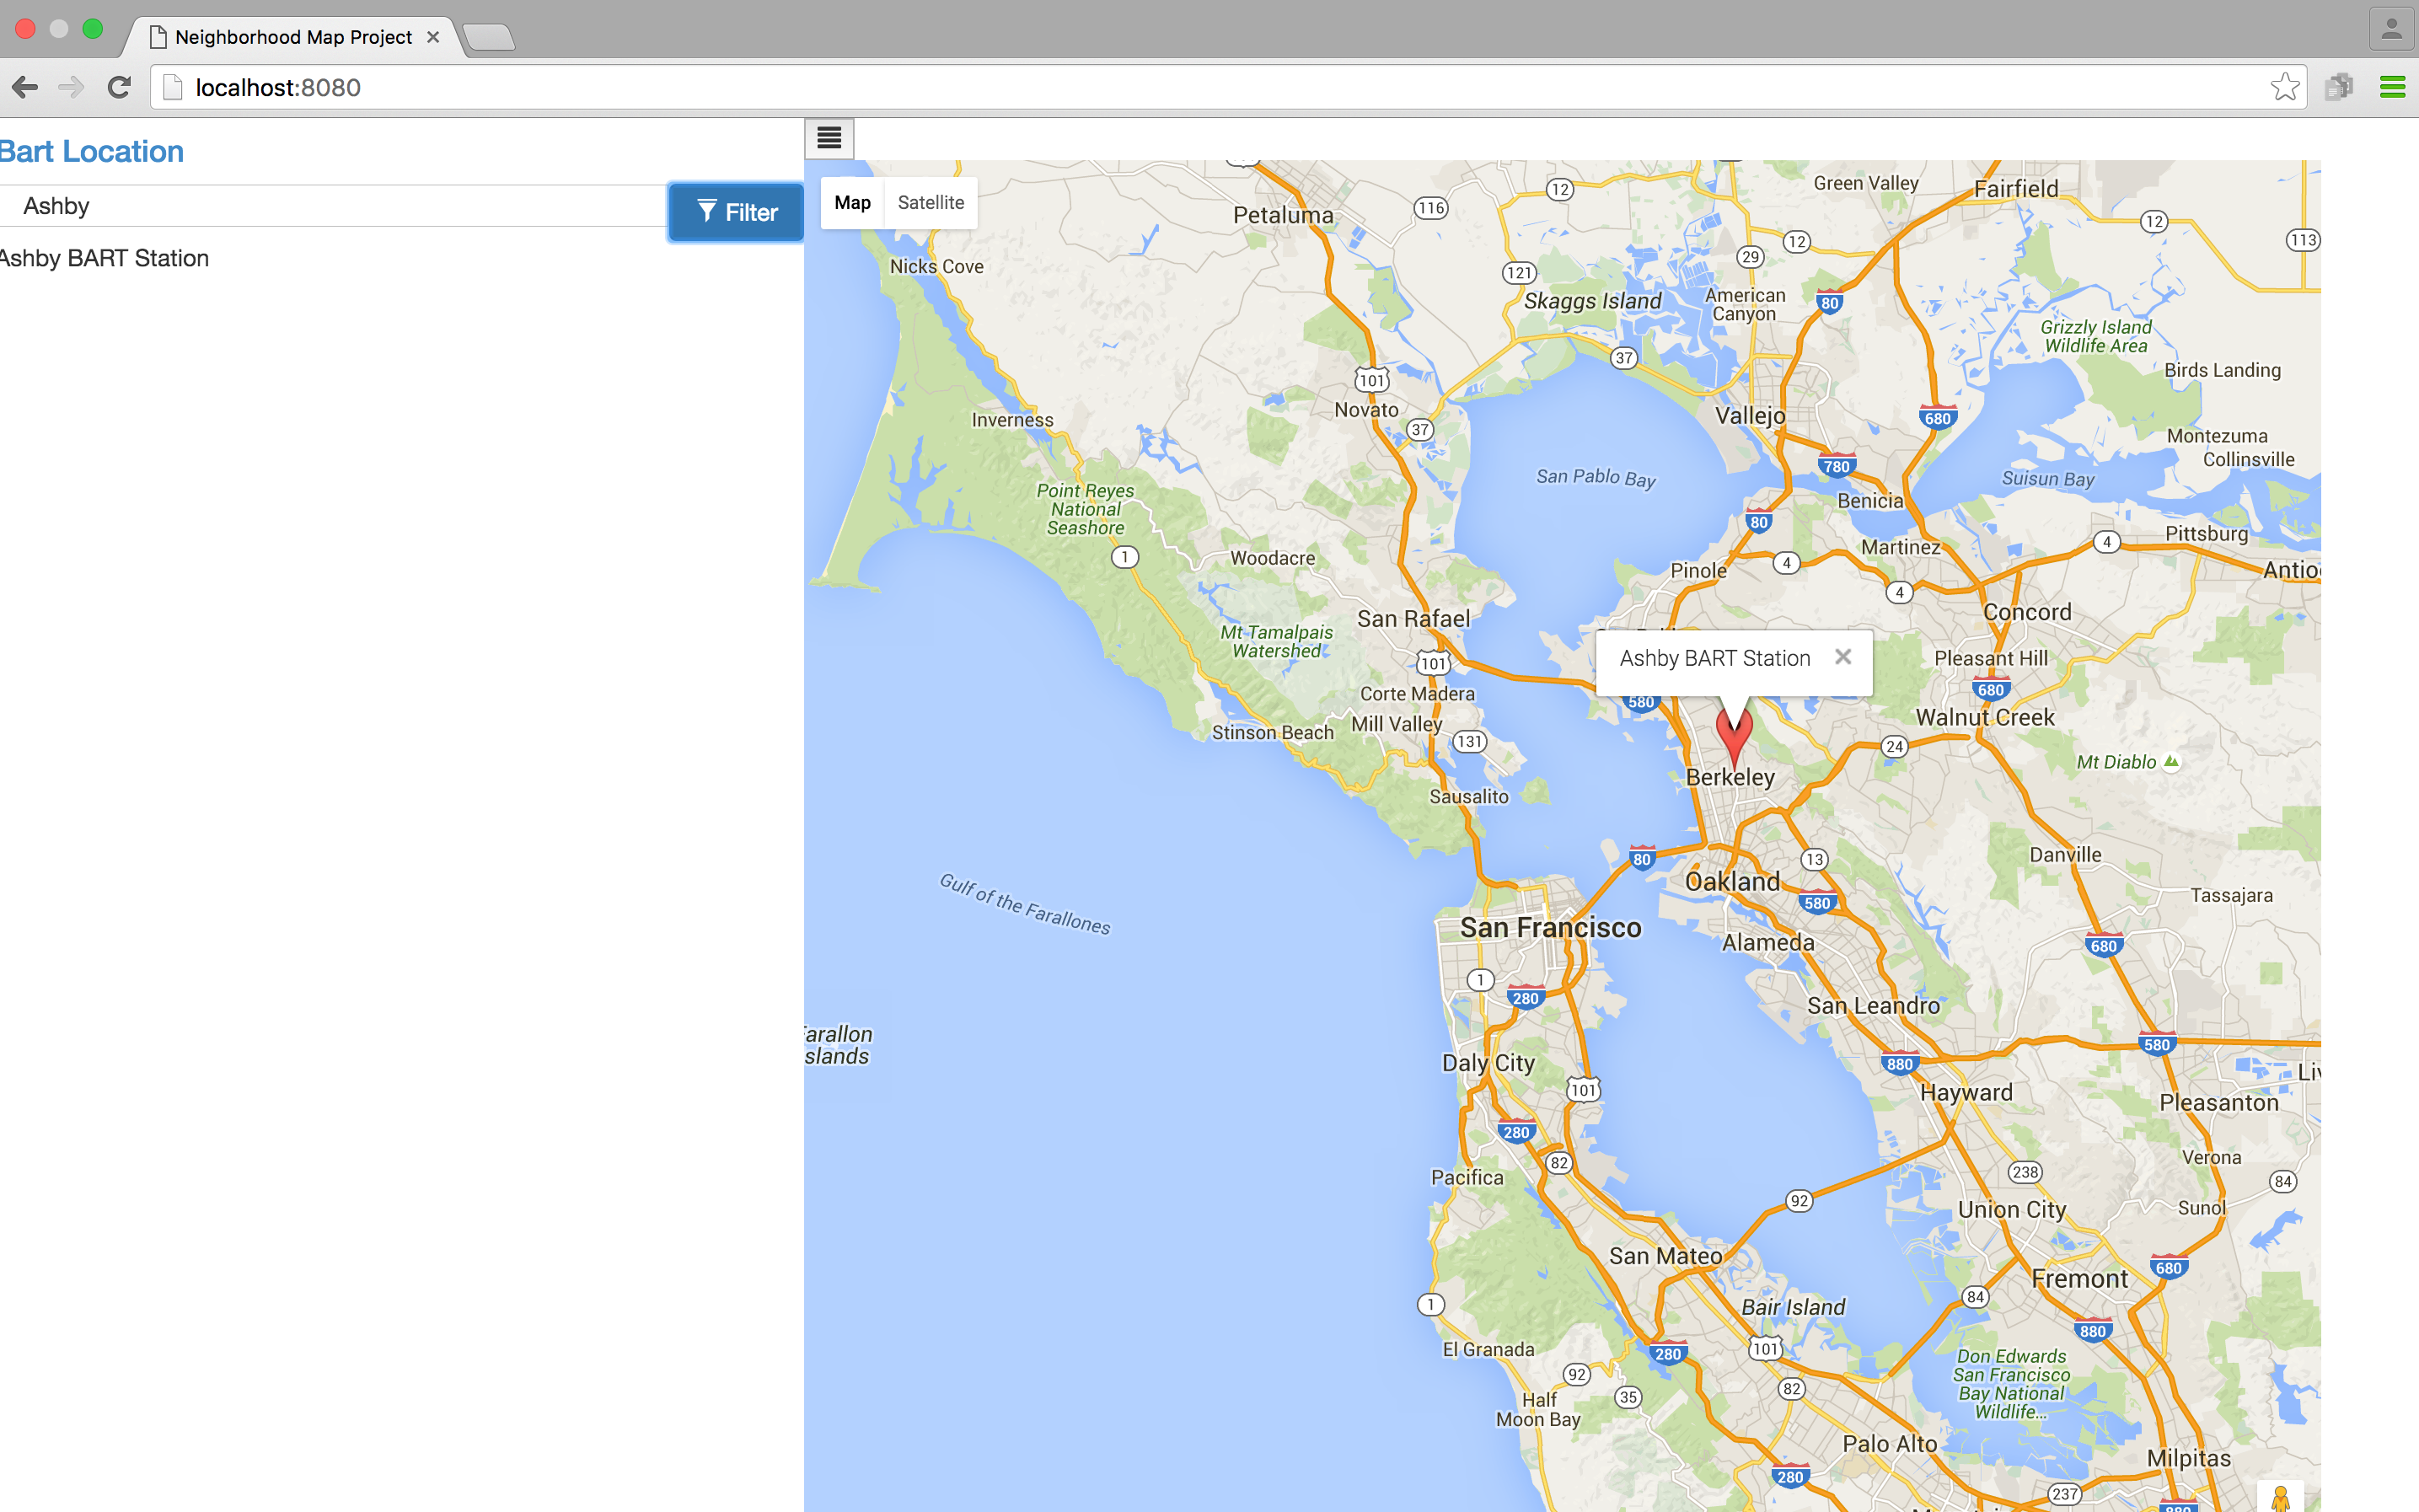 Neighborhood Map Project
localhost:8080
Bart Location
Ashby
Filter
Ashby BART Station
Map
Satellite
Petaluma
116
12
Green Valley
Fairfield
12
113
12
29
Nicks Cove
121
Skaggs Island
American
Canyon
80
Grizzly Island
Wildlife Area
37
Birds Landing
101
Novato
Inverness
37
Vallejo
680
Montezuma
Collinsville
780
San Pablo Bay
Suisun Bay
Point Reyes
National
Seashore
Benicia
80
Pittsburg
4
Martinez
1
Woodacre
Pinole
4
Antio
4
San Rafael
Concord
Mt Tamalpais
Watershed
101
Ashby BART Station
Pleasant Hill
680
Corte Madera
580
Mill Valley
Walnut Creek
Stinson Beach
131
24
Mt Diablo
Berkeley
Sausalito
80
13
Danville
Oakland
580
Tassajara
Gulf of the Farallones
San Francisco
Alameda
680
1
280
San Leandro
arallon
slands
Daly City
880
580
101
Hayward
Liv
Pleasanton
280
82
Pacifica
Verona
238
84
92
Union City
Sunol
San Mateo
680
Fremont
1
Bair Island
84
880
El Granada
280
101
92
82
Don Edwards
San Francisco
Bay National
Wildlife...
35
Half
Moon Bay
Palo Alto
Milpitas
280
237
880